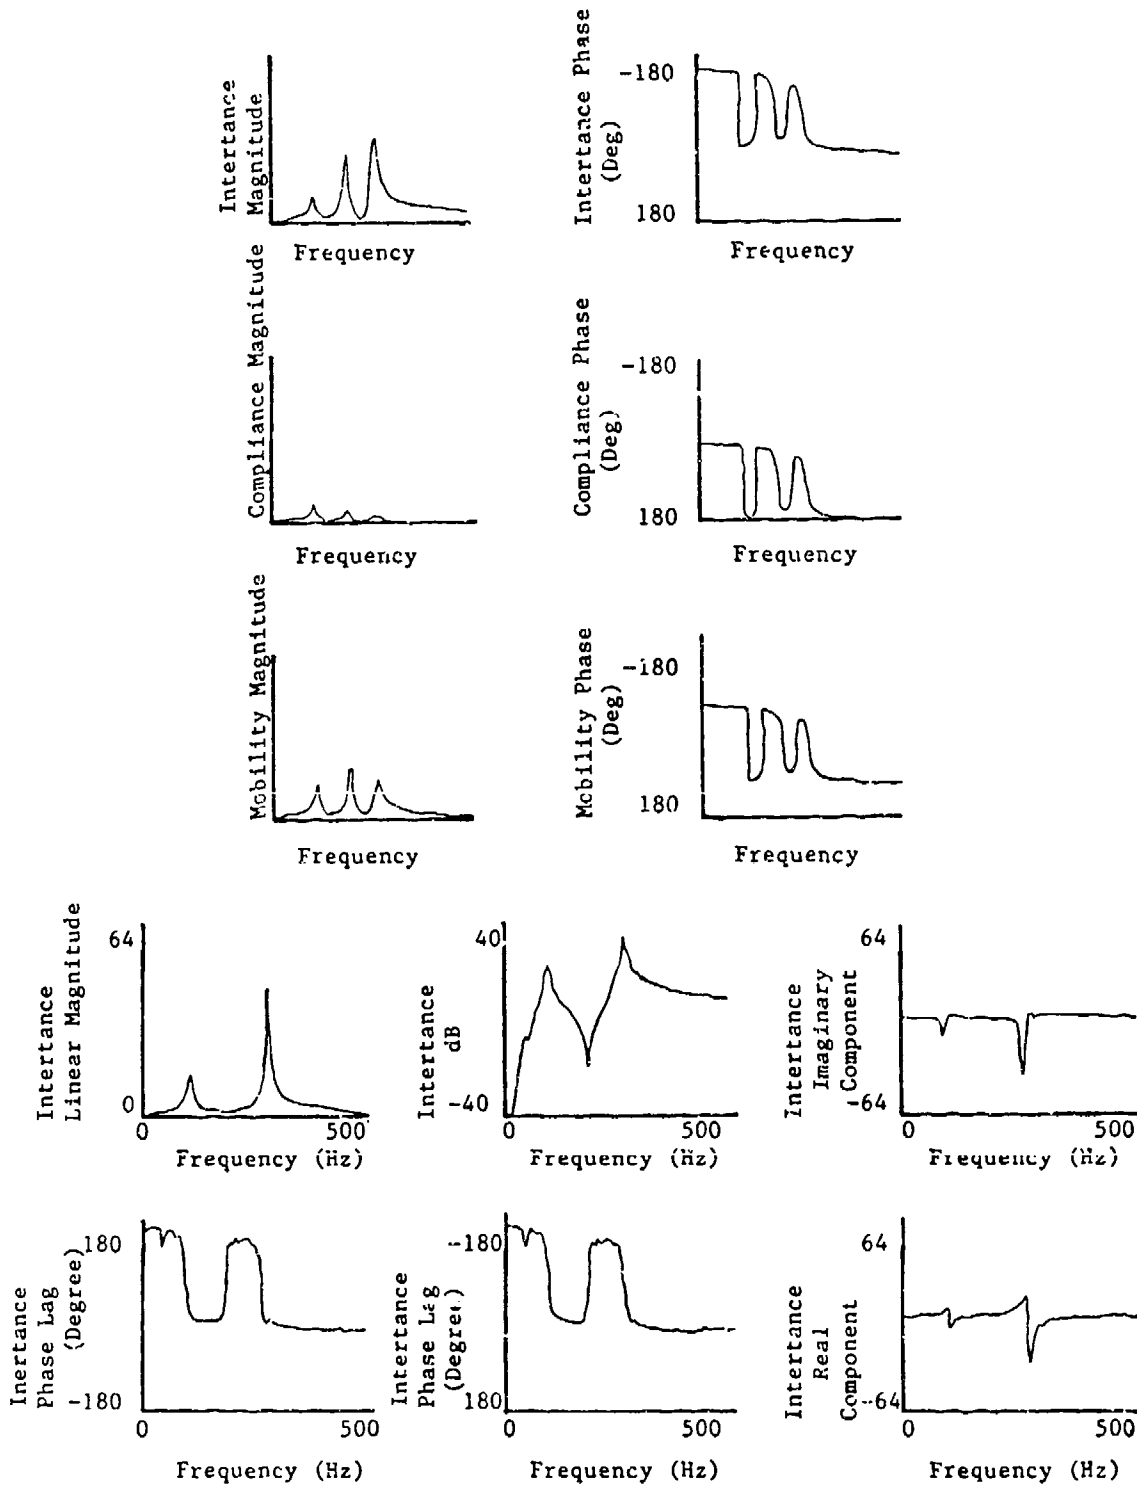 Intertance
Magnitude
Frequency
Intertance Phase
(Deg)
-180
180
Frequency
Compliance Magnitude
Frequency
Compliance Phase
(Deg)
-180
180
Frequency
Mobility Magnitude
Frequency
Mobility Phase
(Deg)
-180
180
Frequency
Intertance
Linear Magnitude
64
0
0 500
Frequency (Hz)
Intertance
dB
40
-40
0 500
Frequency (Hz)
Intertance
Imaginary
Component
64
-64
0 500
Frequency (Hz)
Inertance
Phase Lag
(Degree)
180
-180
0 500
Frequency (Hz)
Intertance
Phase Lag
(Degree)
-180
180
0 500
Frequency (Hz)
Intertance
Real
Component
64
-64
0 500
Frequency (Hz)